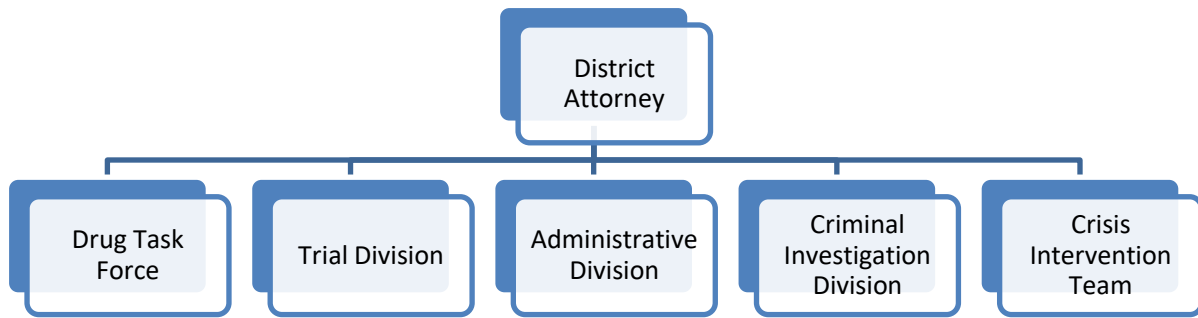 District
Attorney
Drug Task
Force
Trial Division
Administrative
Division
Criminal
Investigation
Division
Crisis
Intervention
Team